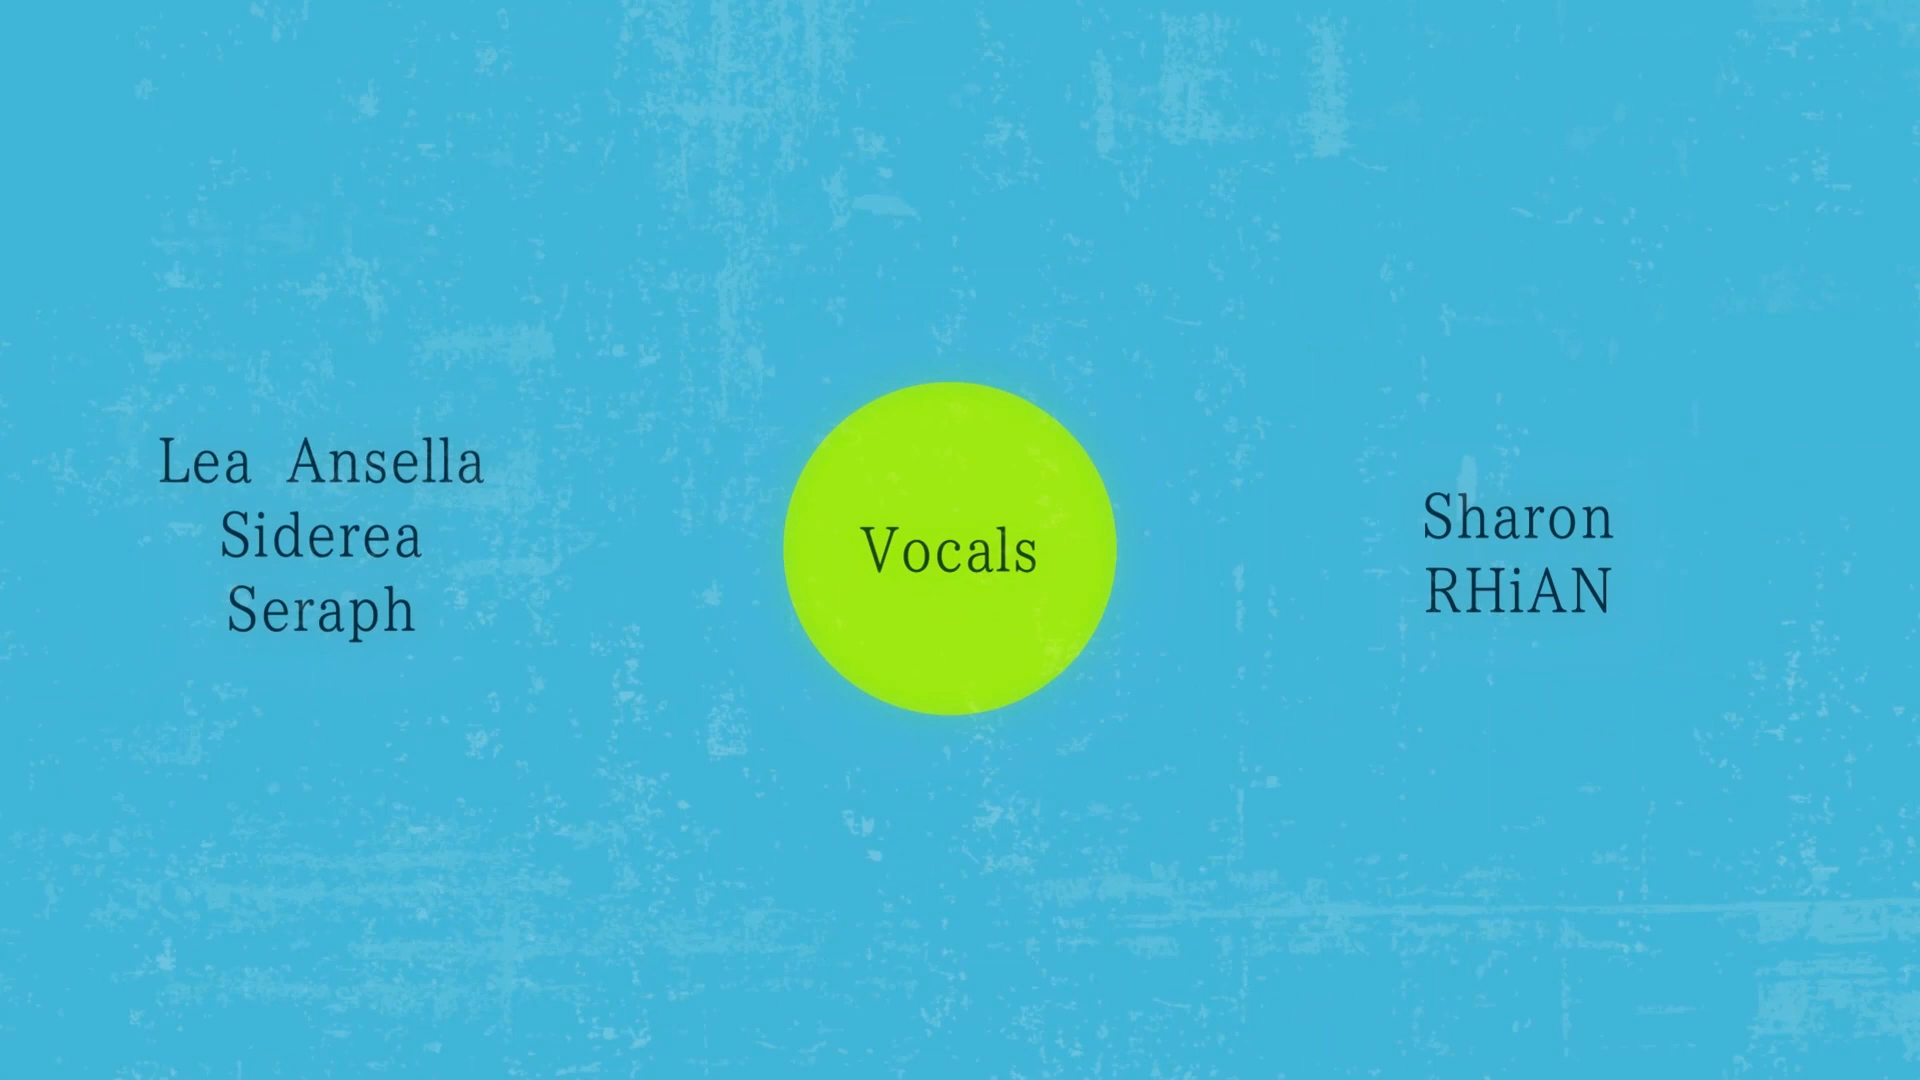 Lea Ansella
Siderea
Seraph
Vocals
Sharon
RHiAN